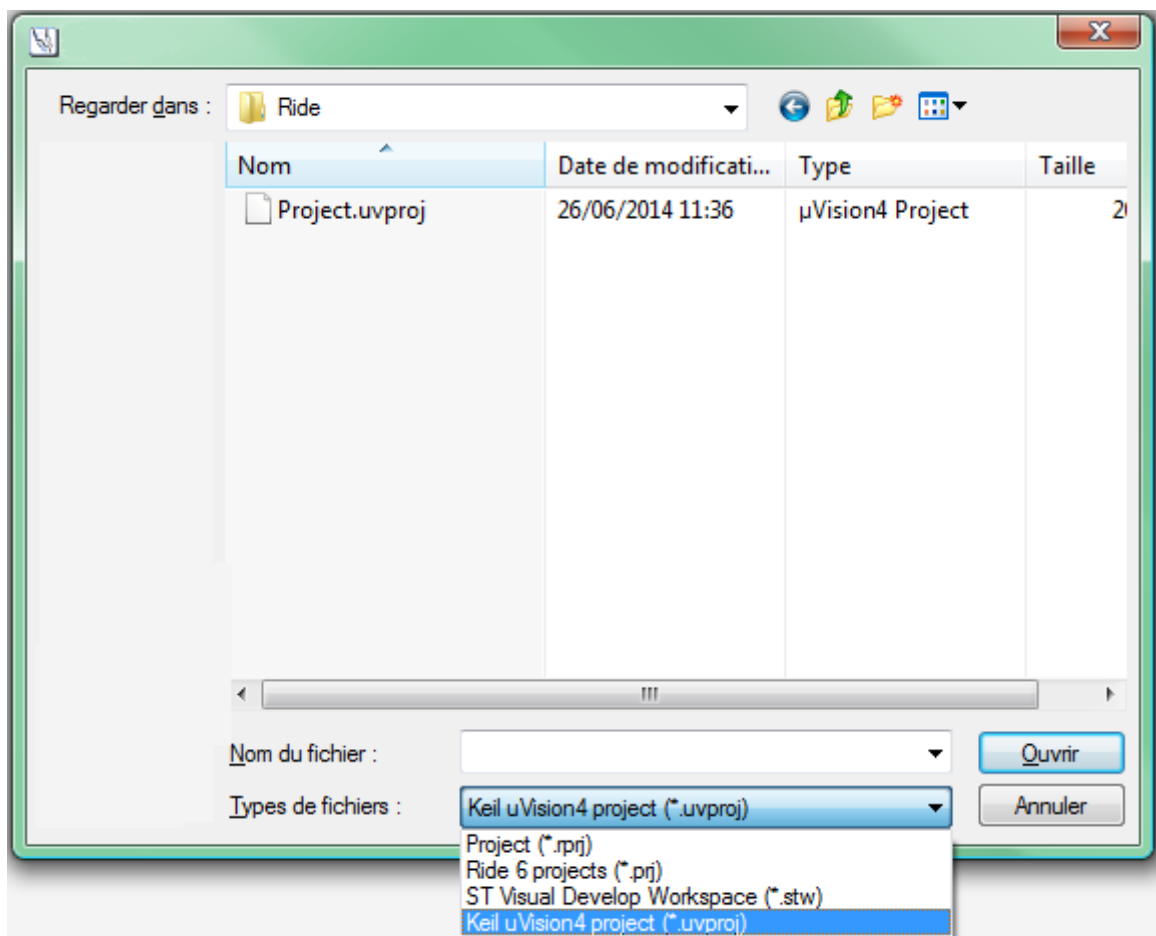 Regarder dans : Ride
Nom Date de modificati... Type Taille
Project.uvproj 26/06/2014 11:36 µVision4 Project
Nom du fichier : Ouvrir
Types de fichiers : Keil uVision4 project (*.uvproj) Annuler
Project (*.rprj)
Ride 6 projects (*.prj)
ST Visual Develop Workspace (*.stw)
Keil uVision4 project (*.uvproj)